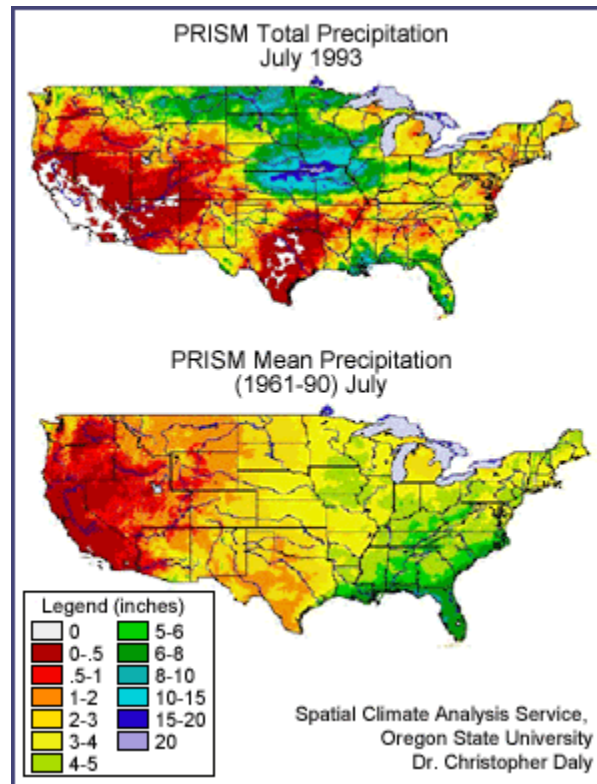 PRISM Total Precipitation
July 1993
PRISM Mean Precipitation
(1961-90) July
Legend (inches)
0
0-.5
.5-1
1-2
2-3
3-4
4-5
5-6
6-8
8-10
10-15
15-20
20
Spatial Climate Analysis Service,
Oregon State University
Dr. Christopher Daly